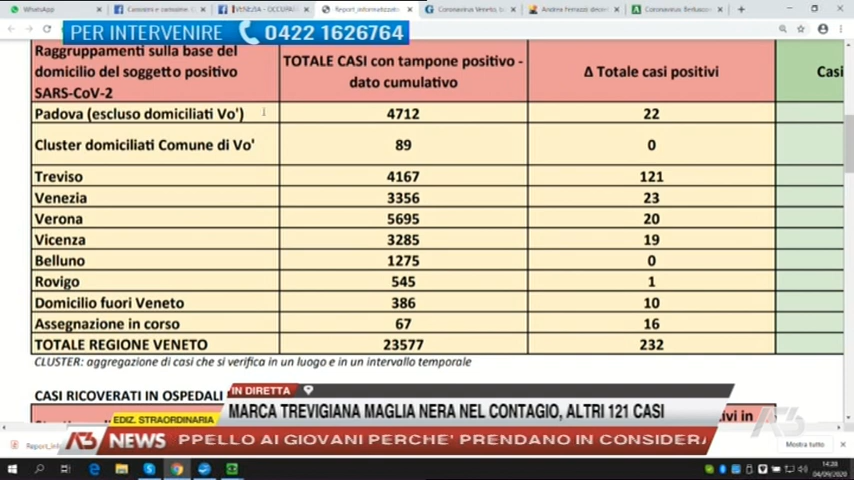 WhatsApp
PER INTERVENIRE 0422 1626764
Raggruppamenti sulla base del
domicilio del soggetto positivo
SARS-CoV-2
TOTALE CASI con tampone positivo -
dato cumulativo
Δ Totale casi positivi
Casi
Padova (escluso domiciliati Vo') 4712 22
Cluster domiciliati Comune di Vo' 89 0
Treviso 4167 121
Venezia 3356 23
Verona 5695 20
Vicenza 3285 19
Belluno 1275 0
Rovigo 545 1
Domicilio fuori Veneto 386 10
Assegnazione in corso 67 16
TOTALE REGIONE VENETO 23577 232
CLUSTER: aggregazione di casi che si verifica in un luogo e in un intervallo temporale
CASI RICOVERATI IN OSPEDALI
IN DIRETTA
MARCA TREVIGIANA MAGLIA NERA NEL CONTAGIO, ALTRI 121 CASI
EDIZ. STRAORDINARIA
A3 NEWS
PPELLO AI GIOVANI PERCHE' PRENDANO IN CONSIDERA
A3
Mostra tutto
14:28
04/09/2020